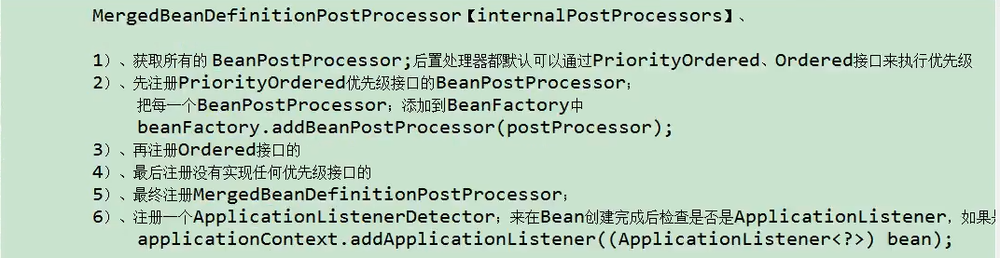 MergedBeanDefinitionPostProcessor【internalPostProcessors】、
1)、获取所有的 BeanPostProcessor;后置处理器都默认可以通过PriorityOrdered、Ordered接口来执行优先级
2)、先注册PriorityOrdered优先级接口的BeanPostProcessor;
把每一个BeanPostProcessor;添加到BeanFactory中
beanFactory.addBeanPostProcessor(postProcessor);
3)、再注册Ordered接口的
4)、最后注册没有实现任何优先级接口的
5)、最终注册MergedBeanDefinitionPostProcessor;
6)、注册一个ApplicationListenerDetector;来在Bean创建完成后检查是否是ApplicationListener,如果
applicationContext.addApplicationListener((ApplicationListener<?>) bean);